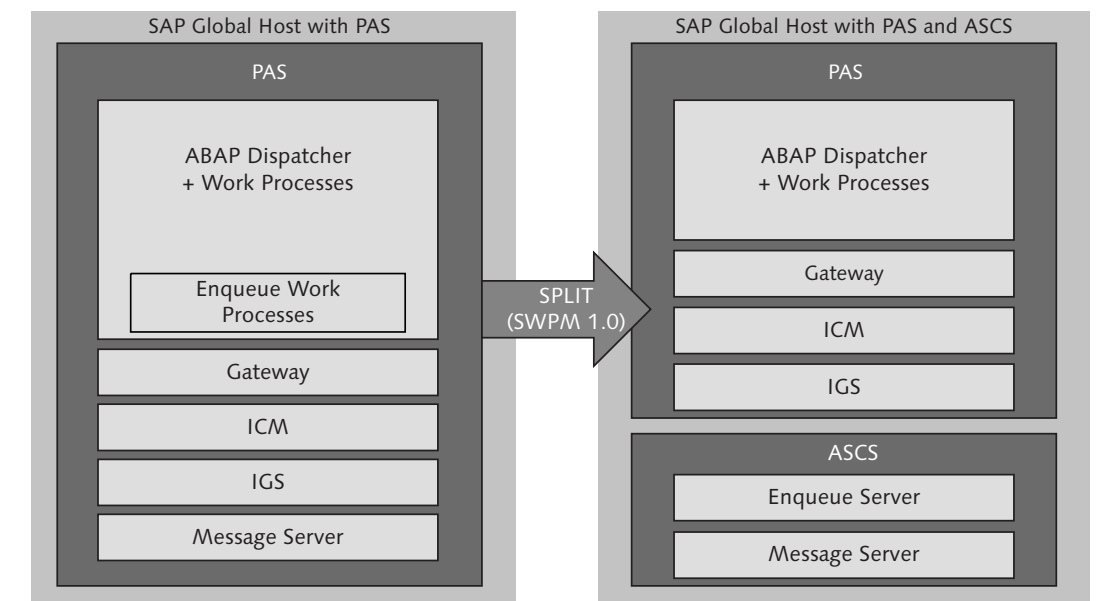 SAP Global Host with PAS
PAS
ABAP Dispatcher
+ Work Processes
Enqueue Work
Processes
Gateway
ICM
IGS
Message Server
SPLIT
(SWPM 1.0)
SAP Global Host with PAS and ASCS
PAS
ABAP Dispatcher
+ Work Processes
Gateway
ICM
IGS
ASCS
Enqueue Server
Message Server